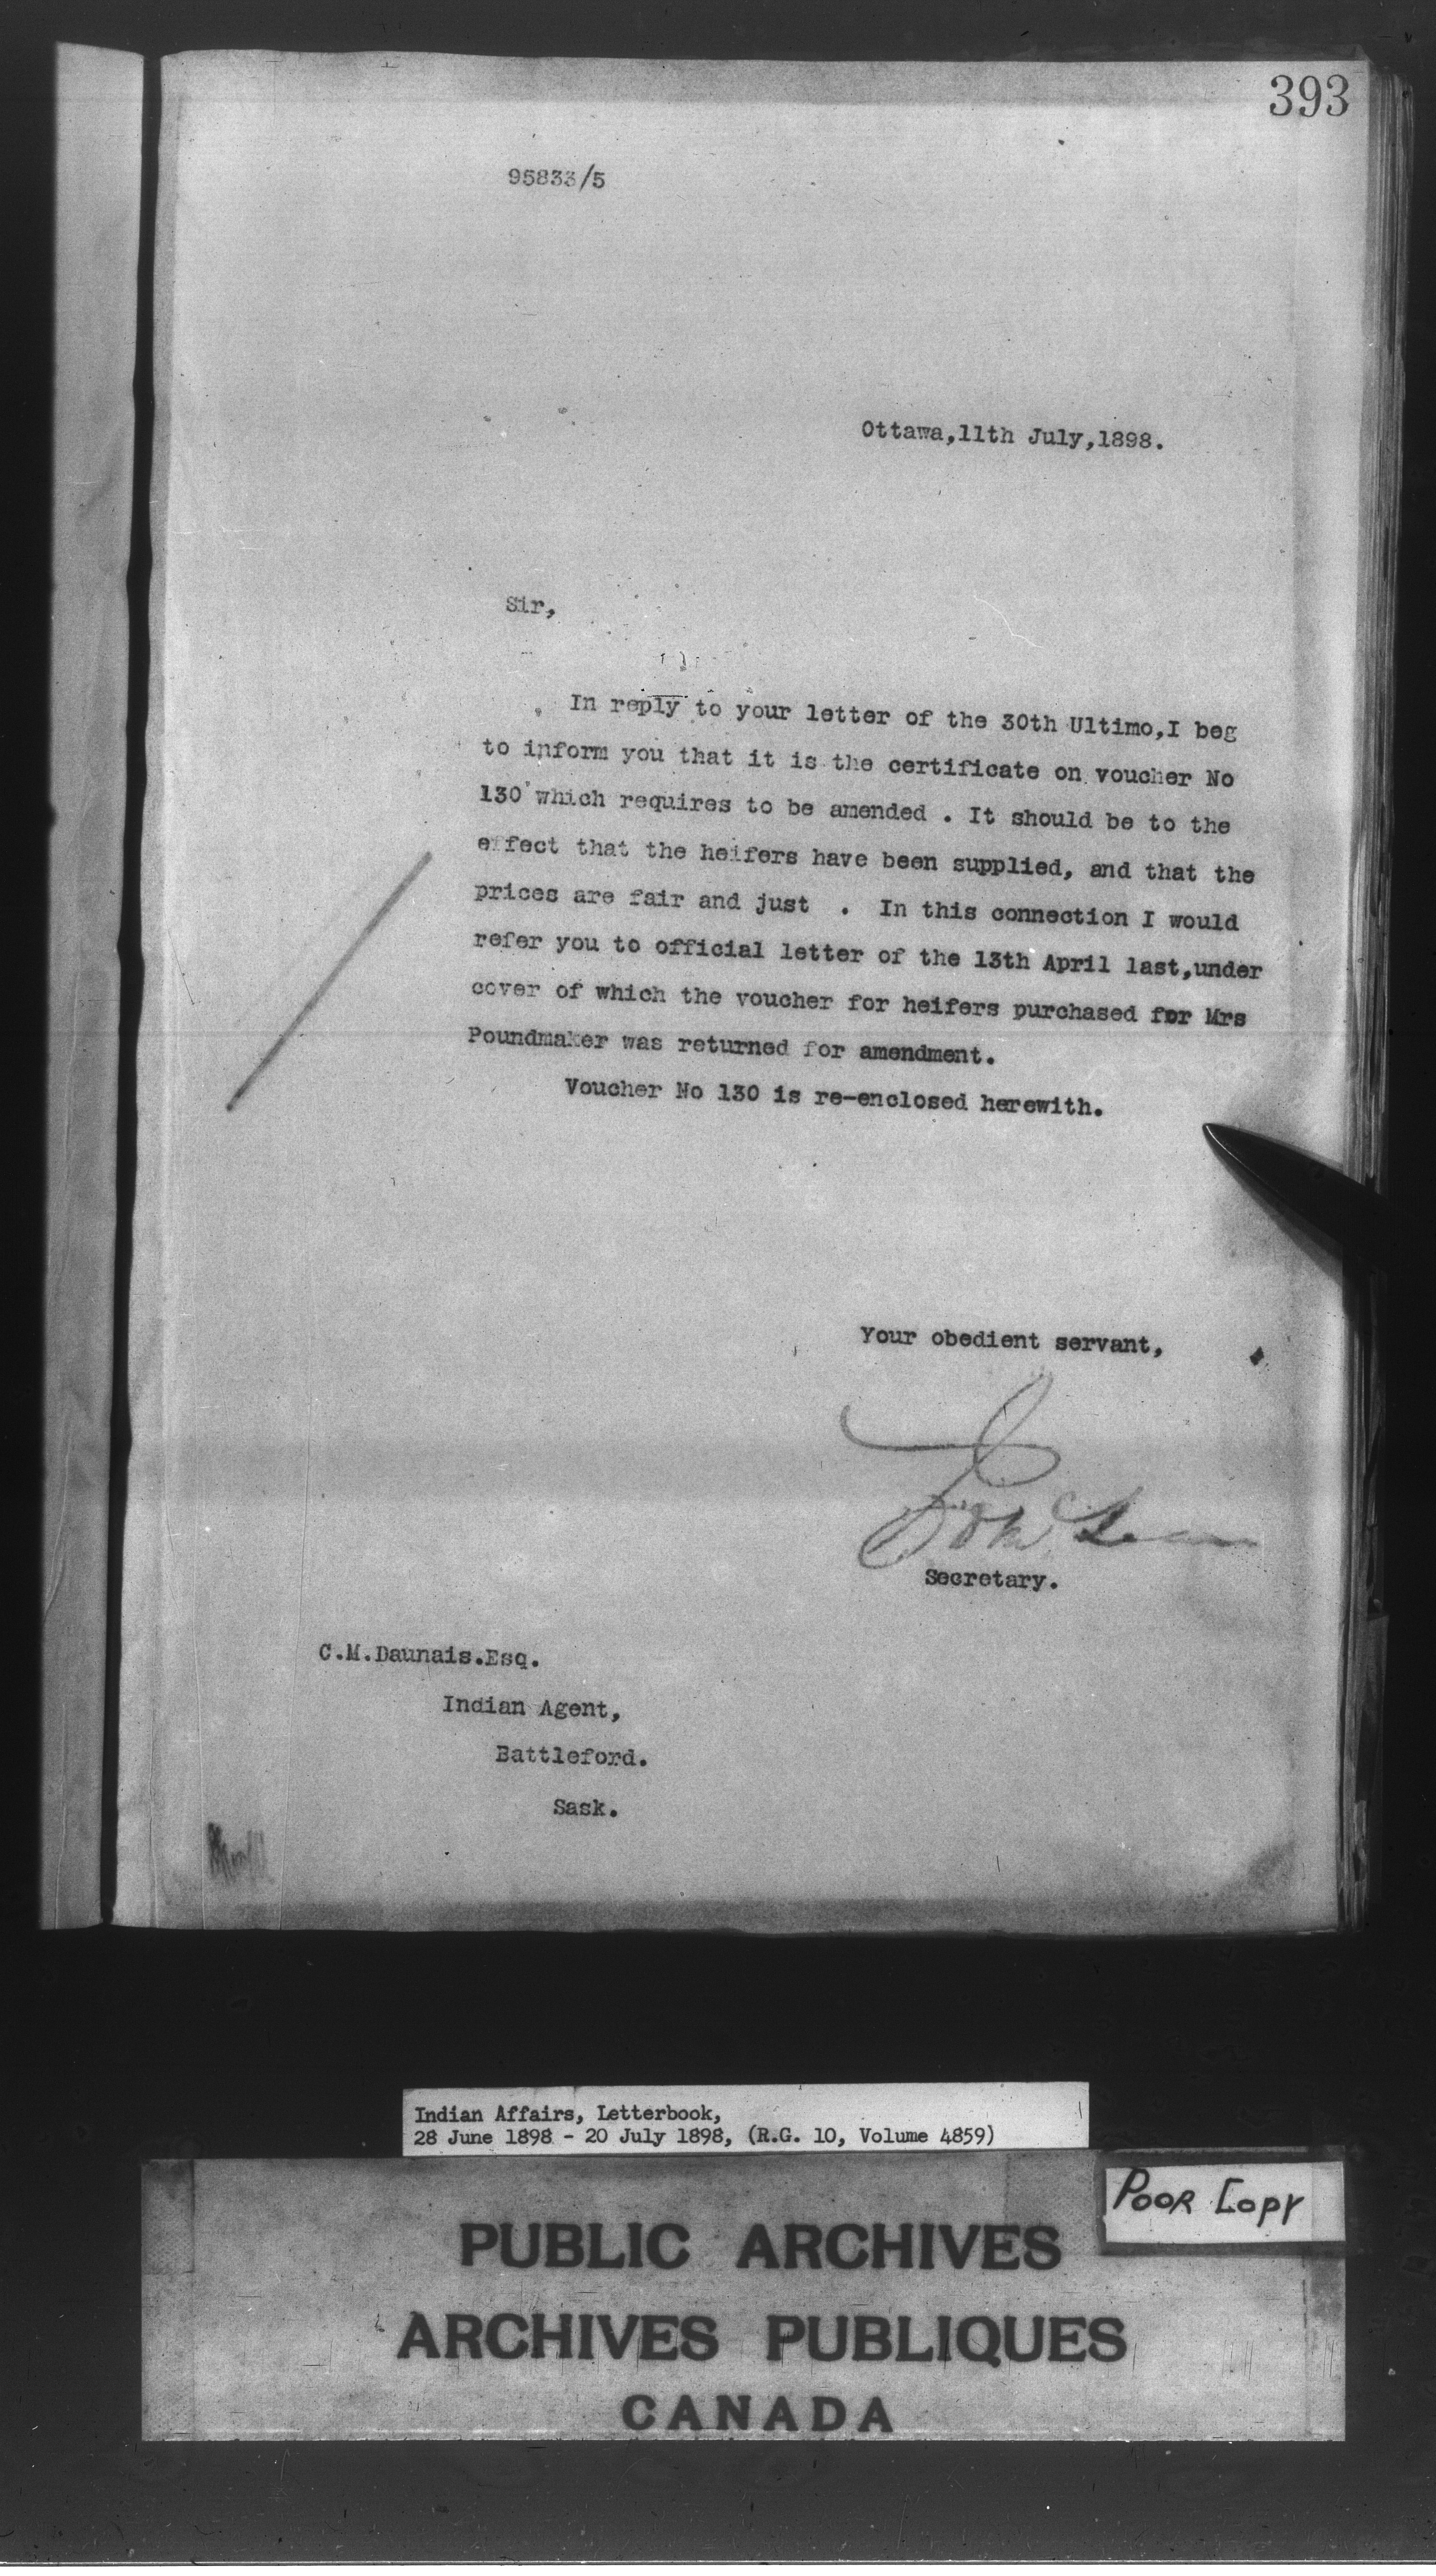 393
95833/5
Ottawa,11th July,1898.
Sir,
In reply to your letter of the 30th Ultimo,I beg
to inform you that it is the certificate on voucher No
130 which requires to be amended . It should be to the
effect that the heifers have been supplied, and that the
prices are fair and just . In this connection I would
refer you to official letter of the 13th April last,under
cover of which the voucher for heifers purchased for Mrs
Poundmaker was returned for amendment.
Voucher No 130 is re-enclosed herewith.
Your obedient servant,
Secretary.
C.M.Daunais.Esq.
Indian Agent,
Battleford.
Sask.
Indian Affairs, Letterbook,
28 June 1898 - 20 July 1898, (R.G. 10, Volume 4859)
POOR COPY
PUBLIC ARCHIVES
ARCHIVES PUBLIQUES
CANADA